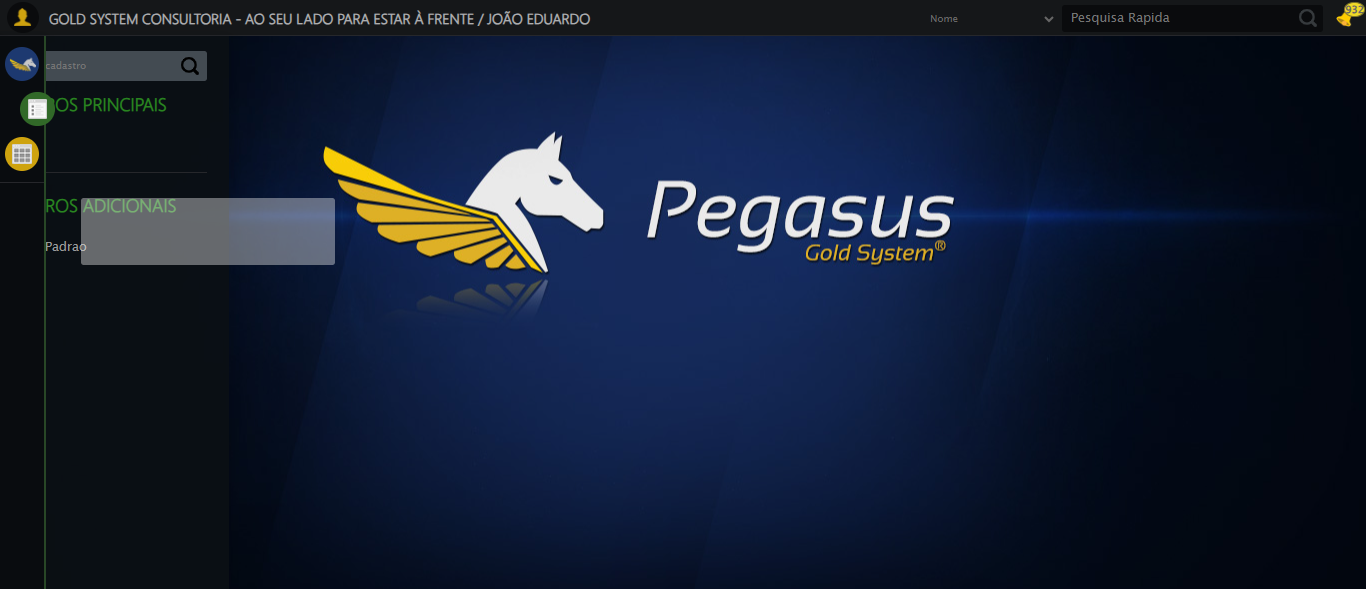 GOLD SYSTEM CONSULTORIA - AO SEU LADO PARA ESTAR À FRENTE / JOÃO EDUARDO
Nome
Pesquisa Rapida
932
cadastro
OS PRINCIPAIS
ROS ADICIONAIS
Padrao
Pegasus
Gold System®